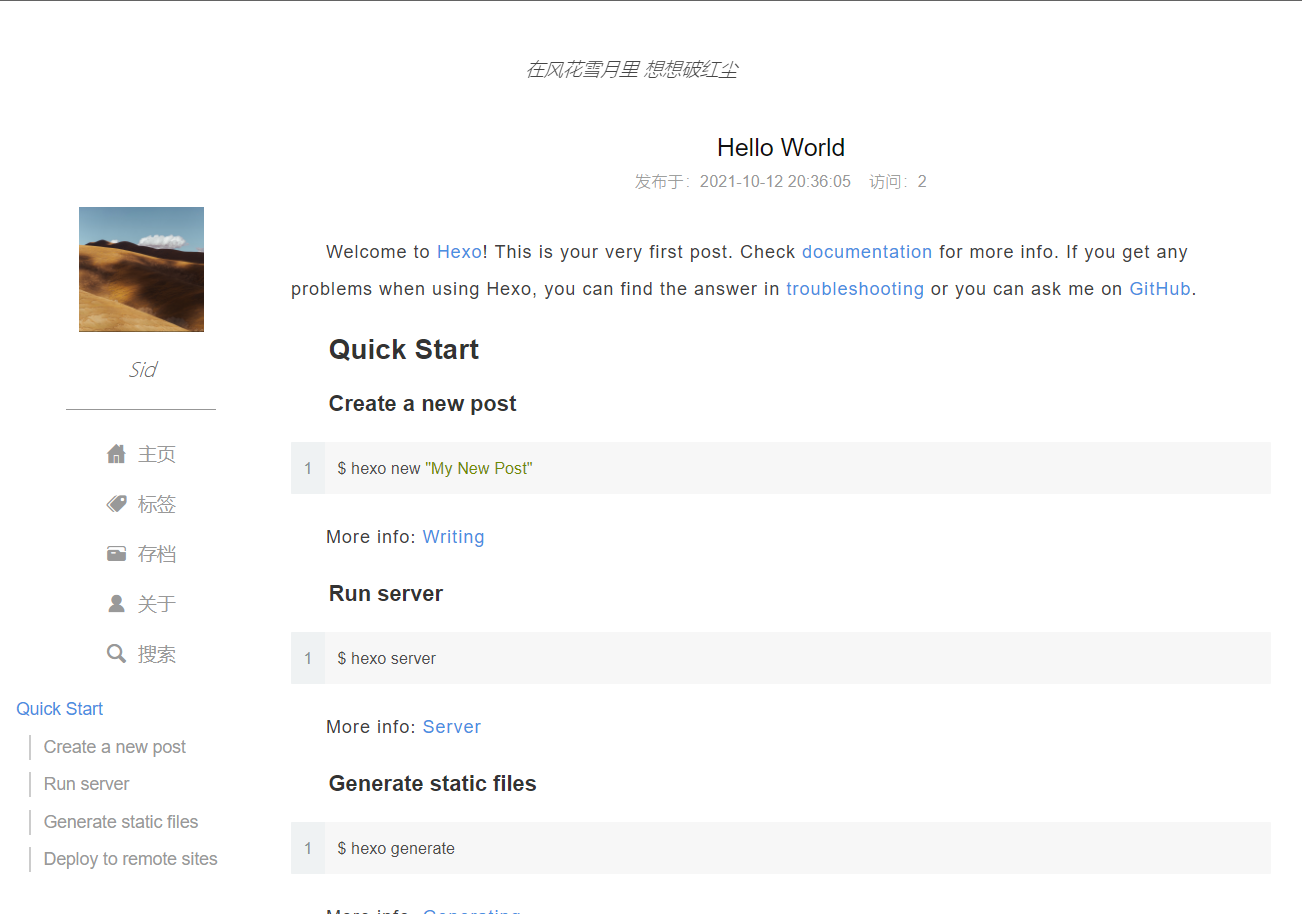 在风花雪月里 想想破红尘
Hello World
发布于：2021-10-12 20:36:05 访问：2
Sid
主页
标签
存档
关于
搜索
Quick Start
Create a new post
Run server
Generate static files
Deploy to remote sites
Welcome to Hexo! This is your very first post. Check documentation for more info. If you get any
problems when using Hexo, you can find the answer in troubleshooting or you can ask me on GitHub.
Quick Start
Create a new post
1 $ hexo new "My New Post"
More info: Writing
Run server
1 $ hexo server
More info: Server
Generate static files
1 $ hexo generate
More info: Generating